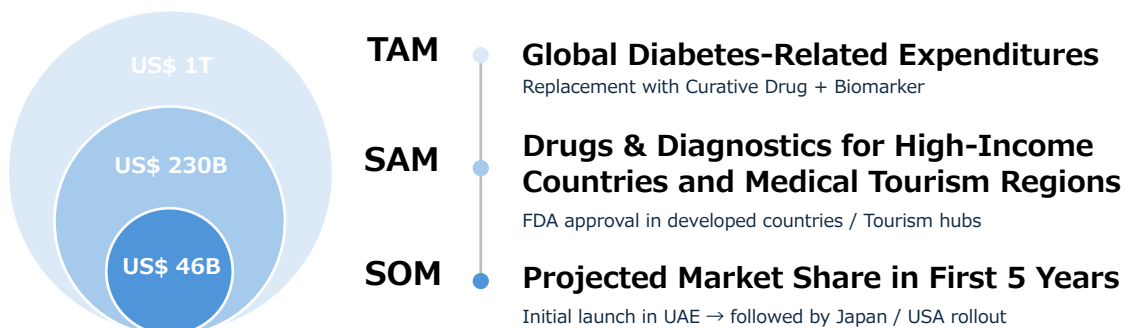 US$ 1T
US$ 230B
US$ 46B
TAM
Global Diabetes-Related Expenditures
Replacement with Curative Drug + Biomarker
SAM
Drugs & Diagnostics for High-Income
Countries and Medical Tourism Regions
FDA approval in developed countries / Tourism hubs
SOM
Projected Market Share in First 5 Years
Initial launch in UAE → followed by Japan / USA rollout